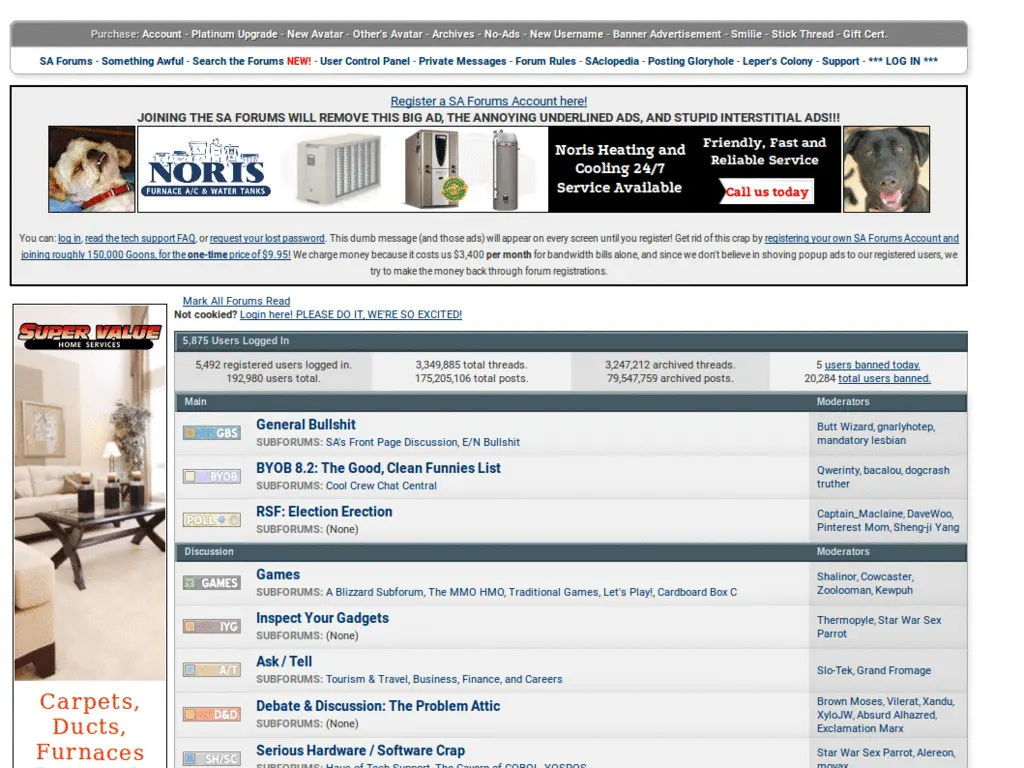 Purchase: Account - Platinum Upgrade - New Avatar - Other's Avatar - Archives - No-Ads - New Username - Banner Advertisement - Smilie - Stick Thread - Gift Cert.
SA Forums - Something Awful - Search the Forums NEW! - User Control Panel - Private Messages - Forum Rules - SAclopedia - Posting Gloryhole - Leper's Colony - Support - *** LOG IN ***
Register a SA Forums Account here!
JOINING THE SA FORUMS WILL REMOVE THIS BIG AD, THE ANNOYING UNDERLINED ADS, AND STUPID INTERSTITIAL ADS!!!
NORIS
FURNACE A/C & WATER TANKS
Noris Heating and
Cooling 24/7
Service Available
Friendly, Fast and
Reliable Service
Call us today
You can: log in, read the tech support FAQ, or request your lost password. This dumb message (and those ads) will appear on every screen until you register! Get rid of this crap by registering your own SA Forums Account and
joining roughly 150,000 Goons, for the one-time price of $9.95! We charge money because it costs us $3,400 per month for bandwidth bills alone, and since we don't believe in shoving popup ads to our registered users, we
try to make the money back through forum registrations.
SUPER VALUE
HOME SERVICES
Carpets,
Ducts,
Furnaces
Mark All Forums Read
Not cookied? Login here! PLEASE DO IT, WE'RE SO EXCITED!
5,875 Users Logged In
5,492 registered users logged in.
192,980 users total.
3,349,885 total threads.
175,205,106 total posts.
3,247,212 archived threads.
79,547,759 archived posts.
5 users banned today.
20,284 total users banned.
Main Moderators
GBS
General Bullshit
SUBFORUMS: SA's Front Page Discussion, E/N Bullshit
Butt Wizard, gnarlyhotep,
mandatory lesbian
BYOB
BYOB 8.2: The Good, Clean Funnies List
SUBFORUMS: Cool Crew Chat Central
Qwerinty, bacalou, dogcrash
truther
POLL
RSF: Election Erection
SUBFORUMS: (None)
Captain_Maclaine, DaveWoo,
Pinterest Mom, Sheng-ji Yang
Discussion Moderators
GAMES
Games
SUBFORUMS: A Blizzard Subforum, The MMO HMO, Traditional Games, Let's Play!, Cardboard Box C
Shalinor, Cowcaster,
Zoolooman, Kewpuh
IYG
Inspect Your Gadgets
SUBFORUMS: (None)
Thermopyle, Star War Sex
Parrot
A/T
Ask / Tell
SUBFORUMS: Tourism & Travel, Business, Finance, and Careers
Slo-Tek, Grand Fromage
D&D
Debate & Discussion: The Problem Attic
SUBFORUMS: (None)
Brown Moses, Vilerat, Xandu,
XyloJW, Absurd Alhazred,
Exclamation Marx
SH/SC
Serious Hardware / Software Crap
SUBFORUMS: Haus of Tech Support, The Cavern of COBOL, YOSPOS
Star War Sex Parrot, Alereon,
movax